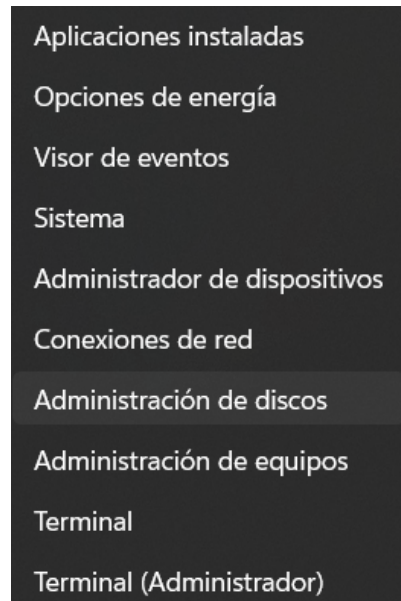 Aplicaciones instaladas
Opciones de energía
Visor de eventos
Sistema
Administrador de dispositivos
Conexiones de red
Administración de discos
Administración de equipos
Terminal
Terminal (Administrador)